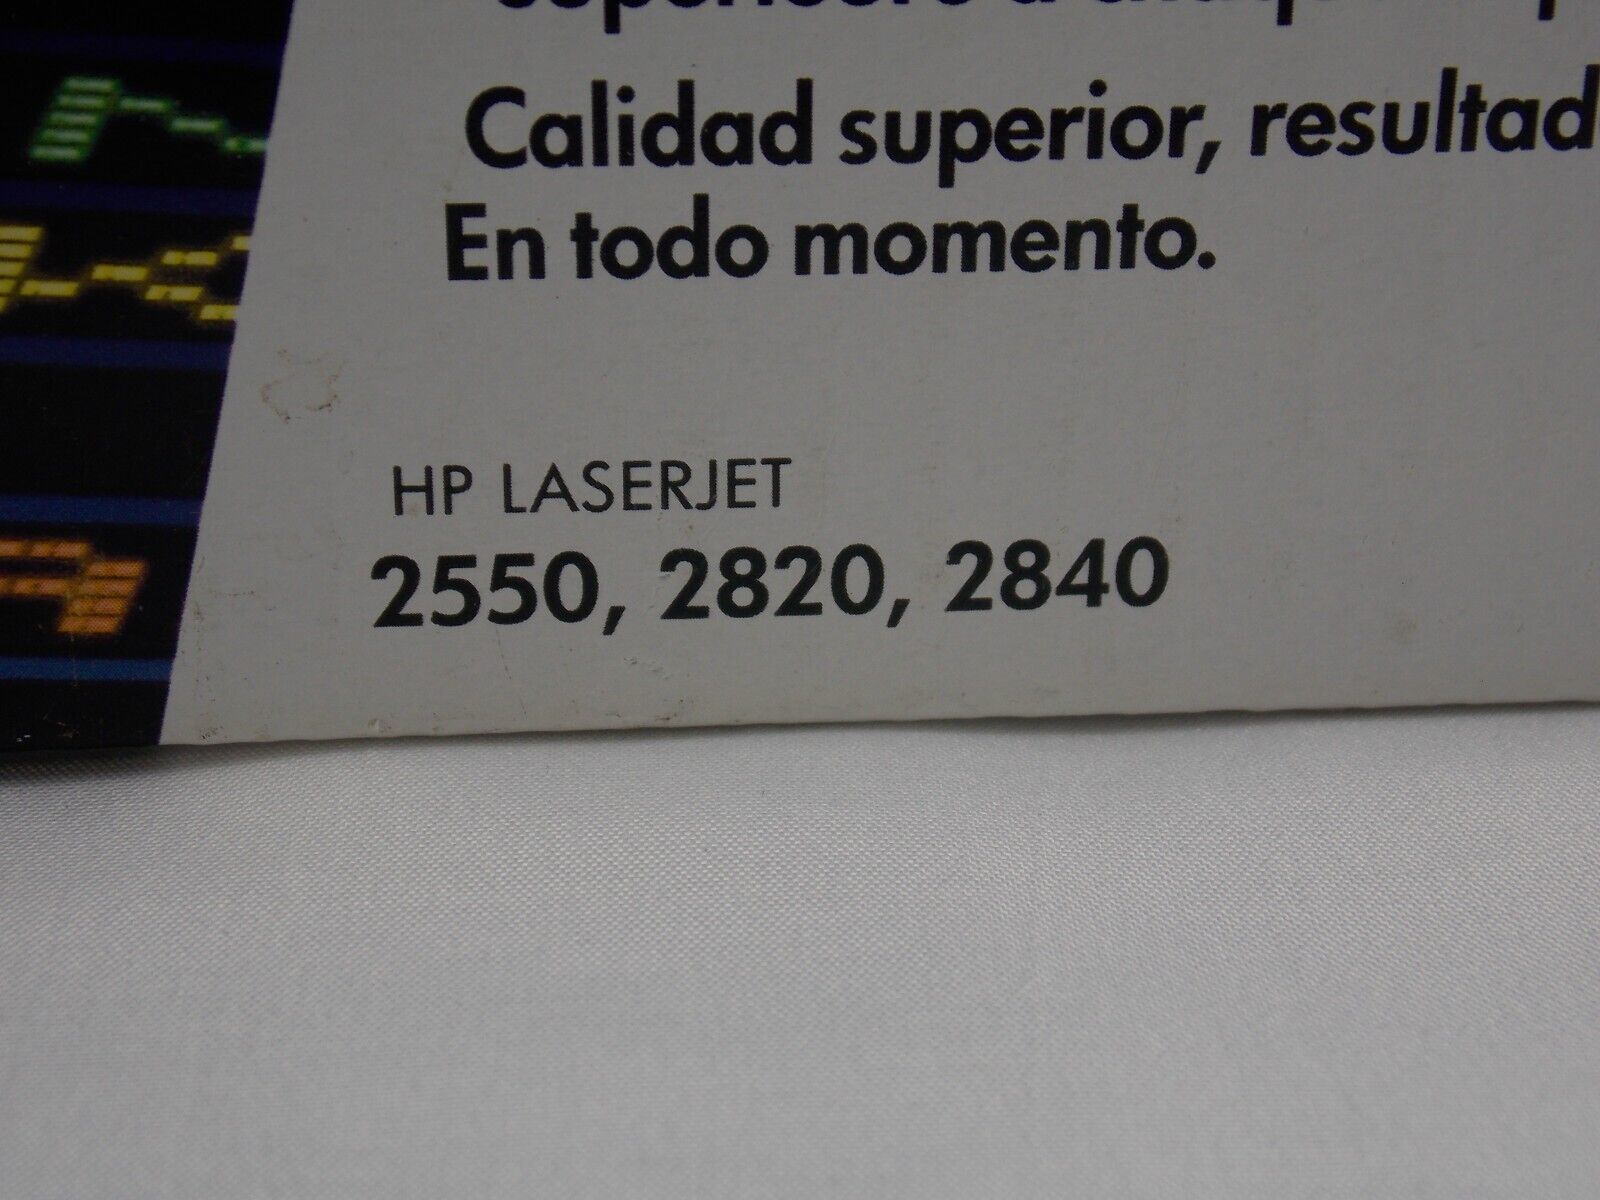 Calidad superior, resultad
En todo momento.
HP LASERJET
2550, 2820, 2840